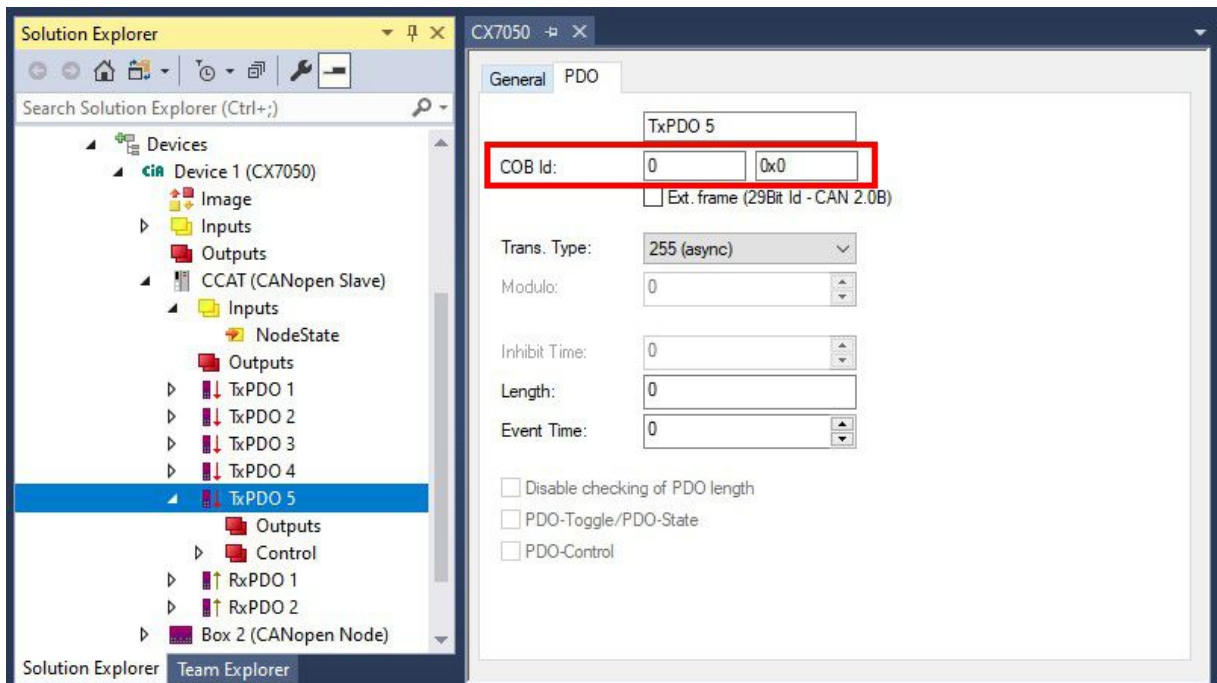 Solution Explorer
Search Solution Explorer (Ctrl+;)
Devices
CiA Device 1 (CX7050)
Image
Inputs
Outputs
CCAT (CANopen Slave)
Inputs
NodeState
Outputs
TxPDO 1
TxPDO 2
TxPDO 3
TxPDO 4
TxPDO 5
Outputs
Control
RxPDO 1
RxPDO 2
Box 2 (CANopen Node)
Solution Explorer Team Explorer
CX7050
General PDO
TxPDO 5
COB Id: 0 0x0
Ext. frame (29Bit Id - CAN 2.0B)
Trans. Type: 255 (async)
Modulo: 0
Inhibit Time: 0
Length: 0
Event Time: 0
Disable checking of PDO length
PDO-Toggle/PDO-State
PDO-Control